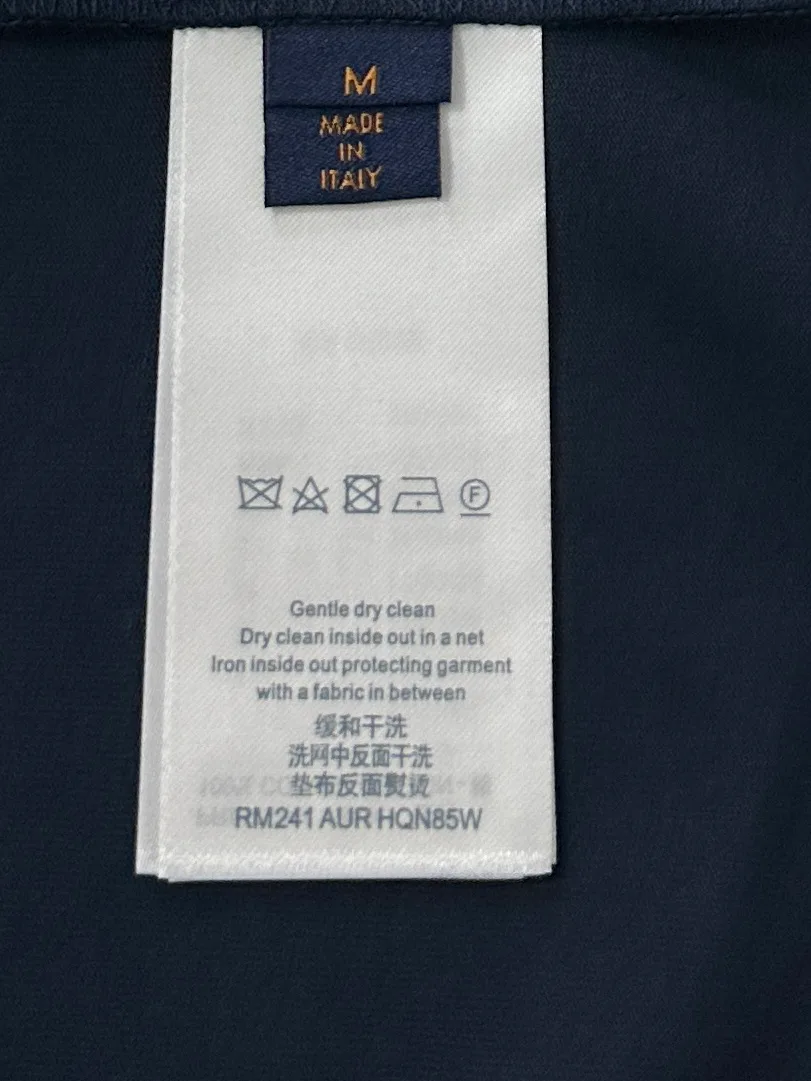 M
MADE
IN
ITALY
F
Gentle dry clean
Dry clean inside out in a net
Iron inside out protecting garment
with a fabric in between
缓和干洗
洗网中反面干洗
垫布反面熨烫
RM241 AUR HQN85W